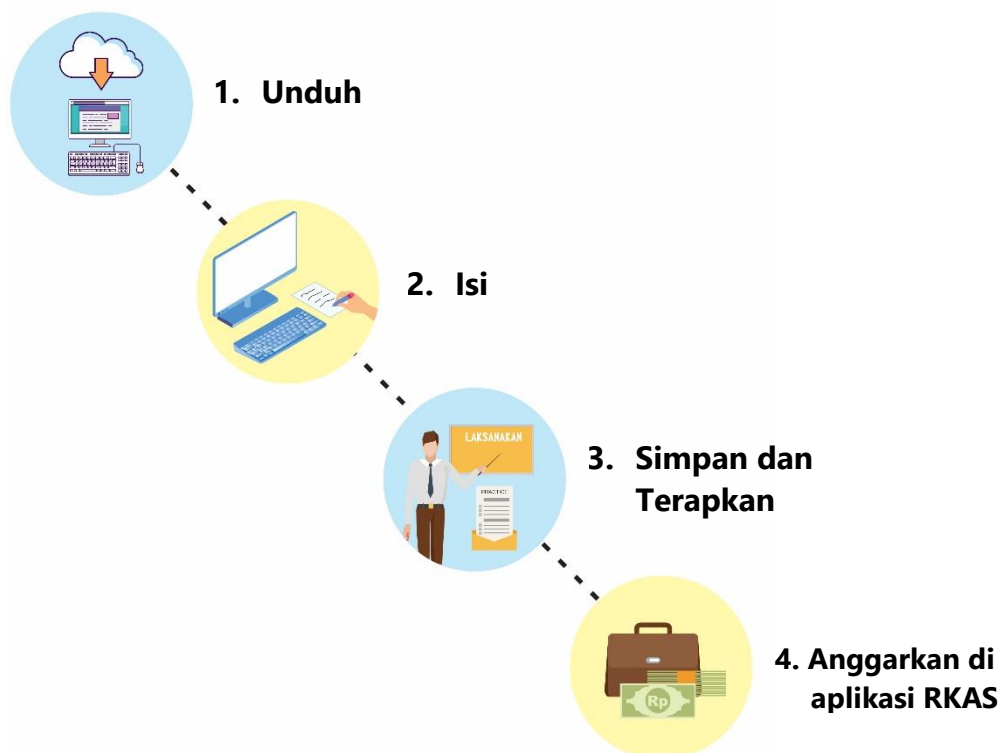 1. Unduh
2. Isi
LAKSANAKAN
PRACTICE
3. Simpan dan
Terapkan
Rp
4. Anggarkan di
aplikasi RKAS